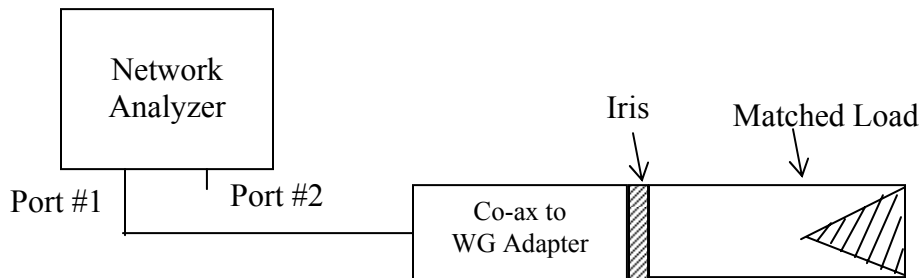 Network
Analyzer
Iris
Matched Load
Port #1
Port #2
Co-ax to
WG Adapter